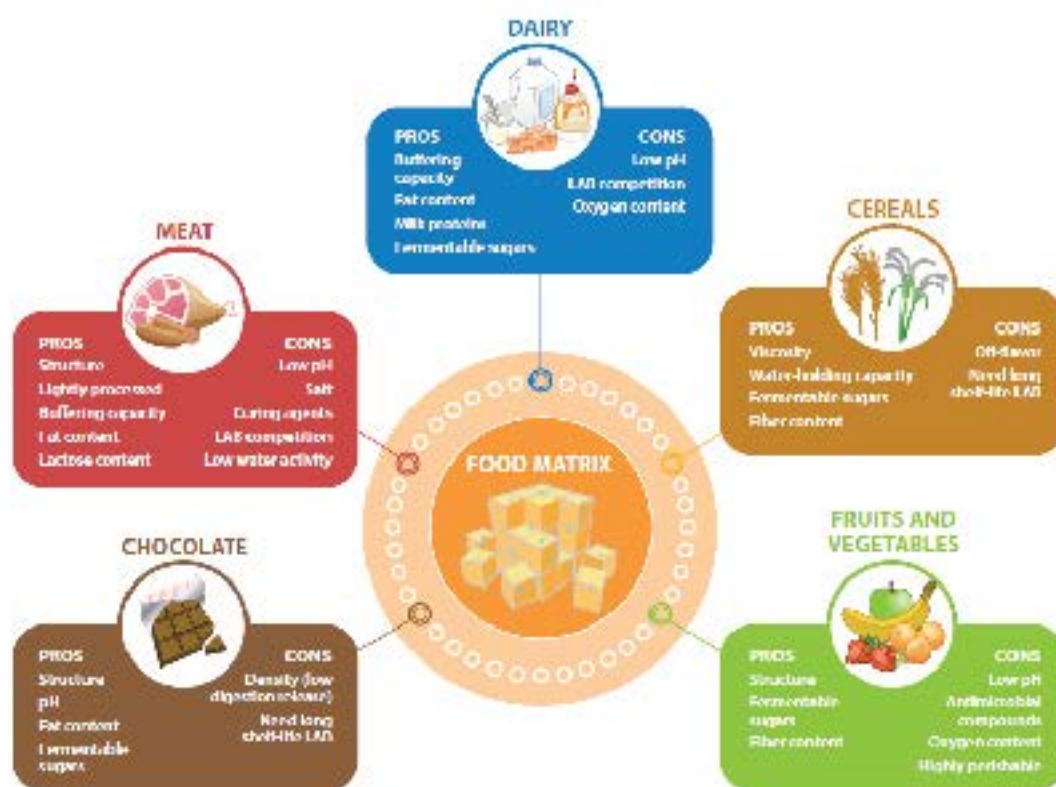 DAIRY
PROS
Buffering
capacity
Fat content
Milk proteins
Fermentable sugars
CONS
Low pH
LAB competition
Oxygen content
MEAT
PROS
Structure
Lightly processed
Buffering capacity
Fat content
Lactose content
CONS
Low pH
Salt
Curing agents
LAB competition
Low water activity
CEREALS
PROS
Viscosity
Water-holding capacity
Fermentable sugars
Fiber content
CONS
Off-flavor
Need long
shelf-life LAB
FOOD MATRIX
CHOCOLATE
PROS
Structure
pH
Fat content
Fermentable
sugars
CONS
Density (low
digestion release)
Need long
shelf-life LAB
FRUITS AND
VEGETABLES
PROS
Structure
Fermentable
sugars
Fiber content
CONS
Low pH
Antimicrobial
compounds
Oxygen content
Highly perishable